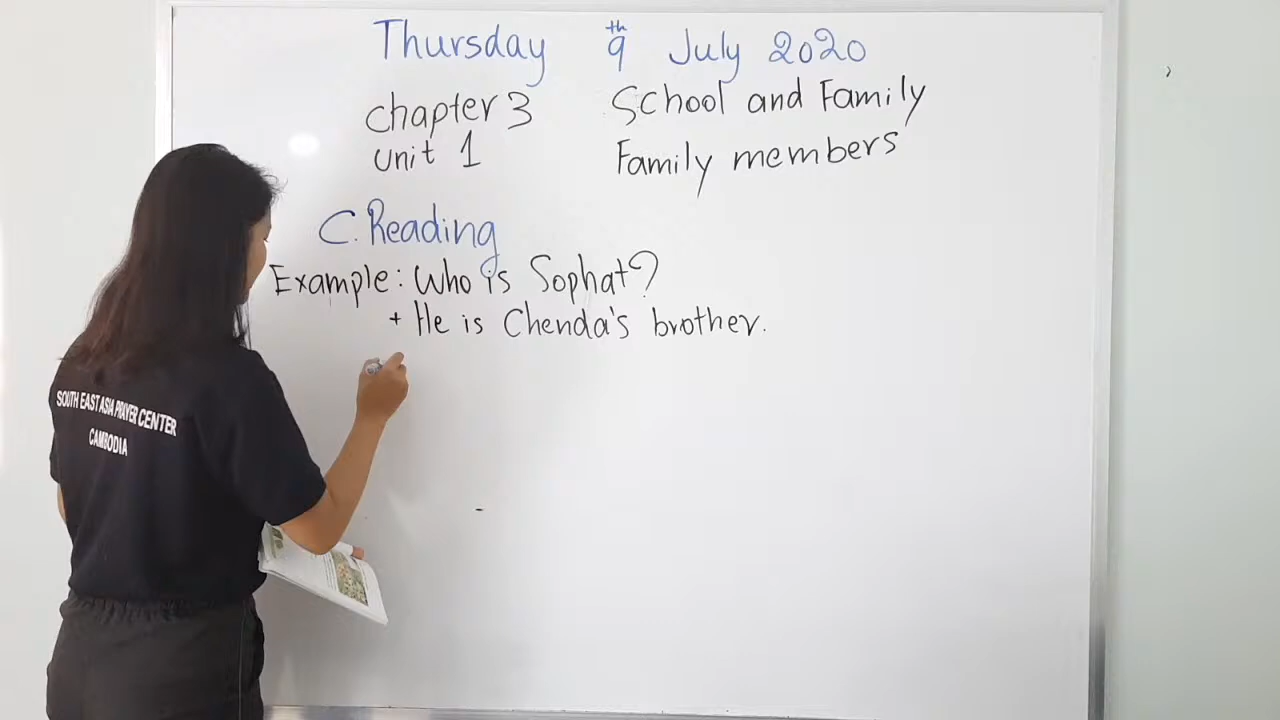 Thursday 9th July 2020
chapter 3 School and Family
unit 1 Family members
C. Reading
Example: Who is Sophat?
+ He is Chenda's brother.
SOUTH EAST ASIA PRAYER CENTER
CAMBODIA